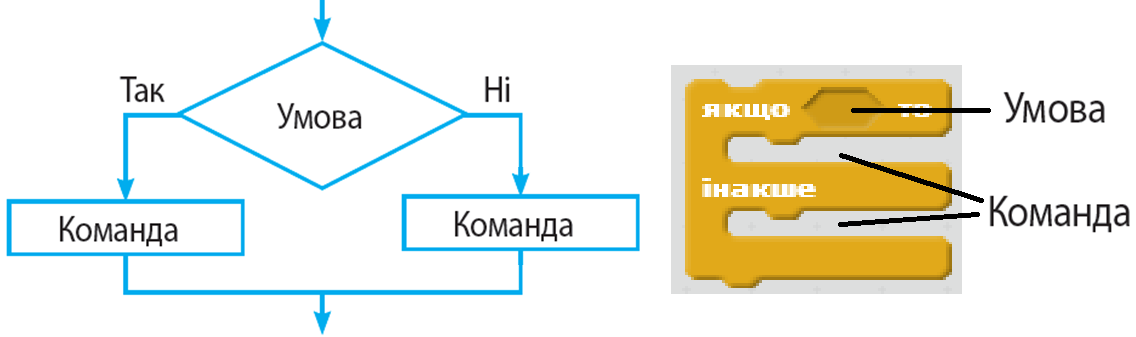 Так
Ні
Умова
Команда
Команда
якщо то
інакше
Умова
Команда